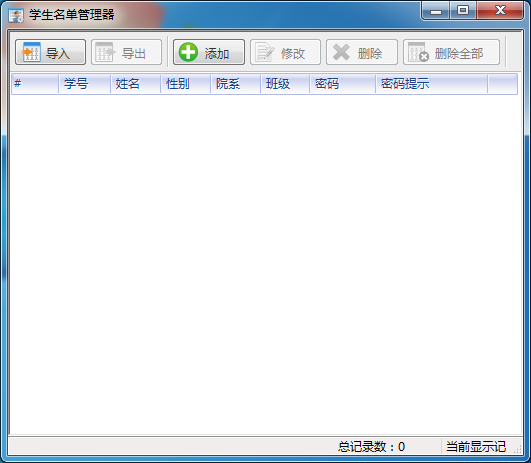 学生名单管理器
导入 导出 添加 修改 删除 删除全部
# 学号 姓名 性别 院系 班级 密码 密码提示
总记录数：0 当前显示记